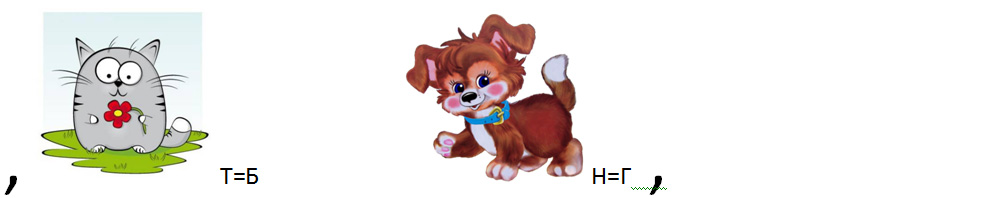 , Т=Б Н=Г ,